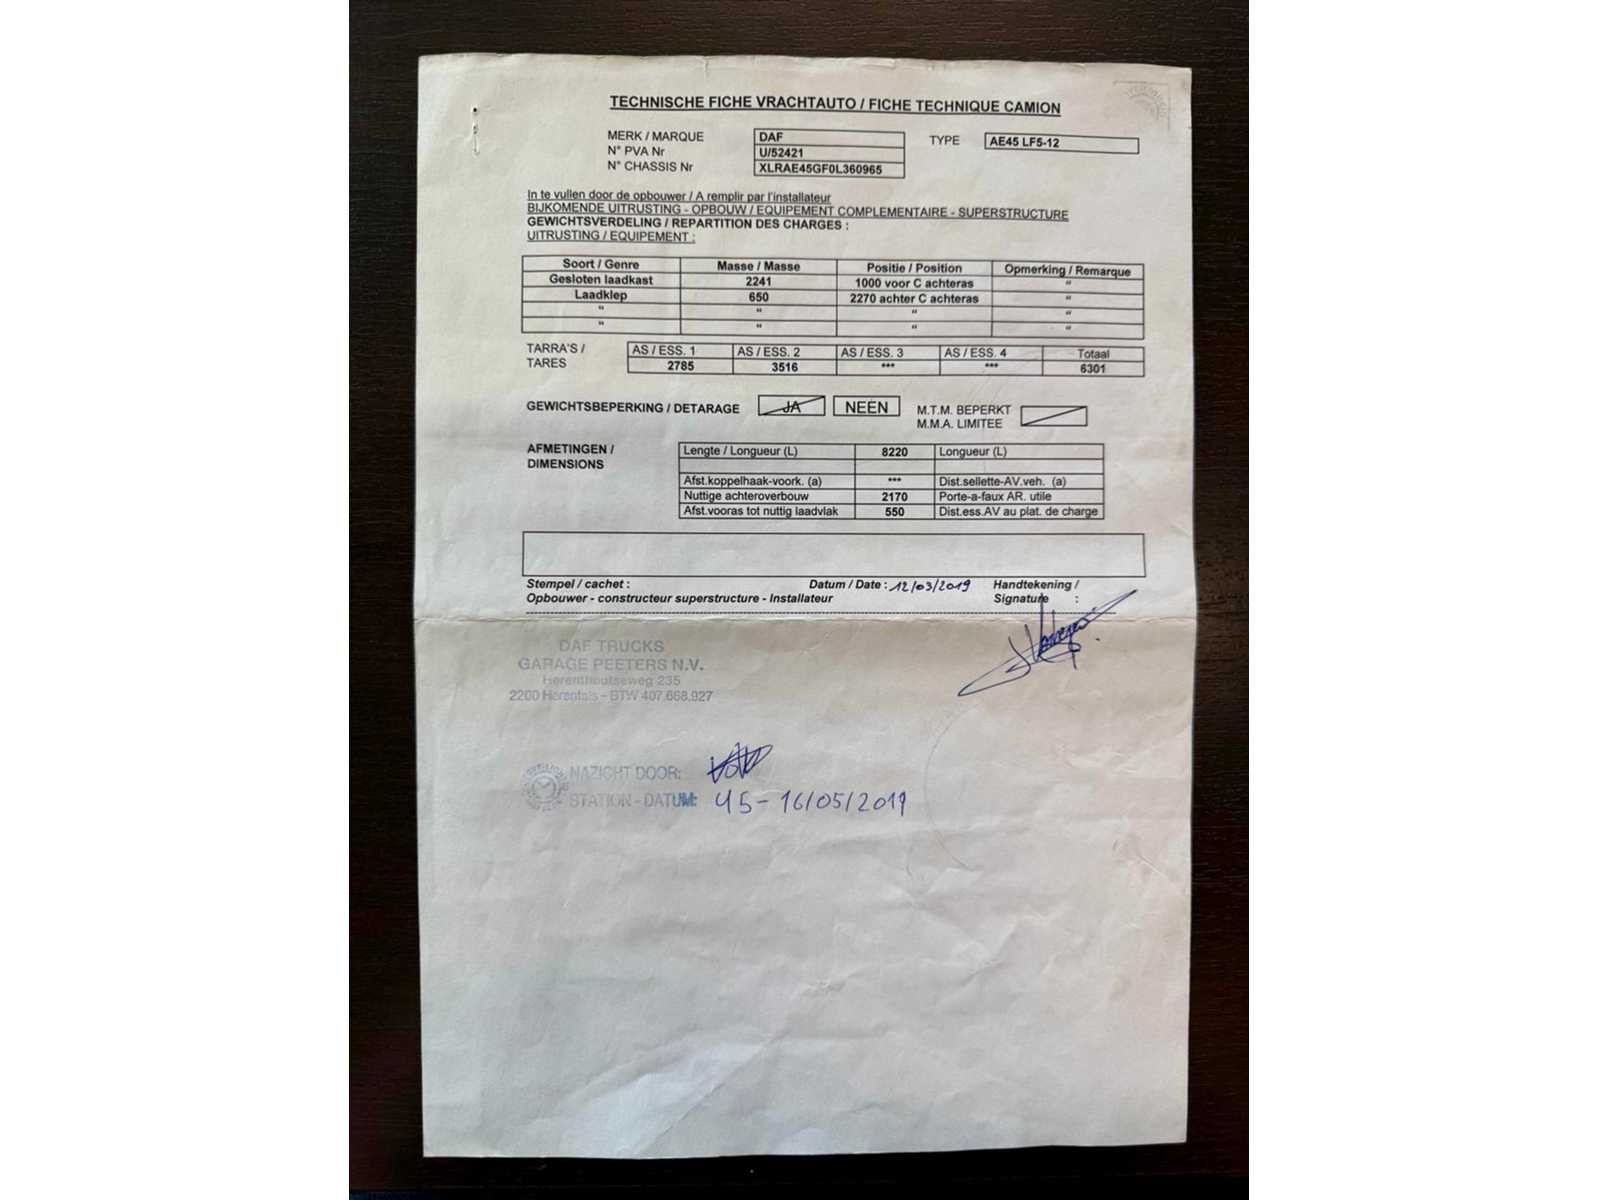 TECHNISCHE FICHE VRACHTAUTO / FICHE TECHNIQUE CAMION
MERK / MARQUE DAF TYPE AE45 LF5-12
N° PVA Nr U/52421
N° CHASSIS Nr XLRAE45GF0L360965
In te vullen door de opbouwer / A remplir par l'installateur
BIJKOMENDE UITRUSTING - OPBOUW / EQUIPEMENT COMPLEMENTAIRE - SUPERSTRUCTURE
GEWICHTSVERDELING / REPARTITION DES CHARGES :
UITRUSTING / EQUIPEMENT :
Soort / Genre Masse / Masse Positie / Position Opmerking / Remarque
Gesloten laadkast 2241 1000 voor C achteras “
Laadklep 650 2270 achter C achteras “
“ “ “ “
“ “ “ “
TARRA'S / AS / ESS. 1 AS / ESS. 2 AS / ESS. 3 AS / ESS. 4 Totaal
TARES 2785 3516 *** *** 6301
GEWICHTSBEPERKING / DETARAGE JA NEEN M.T.M. BEPERKT
M.M.A. LIMITEE
AFMETINGEN / Lengte / Longueur (L) 8220 Longueur (L)
DIMENSIONS
Afst.koppelhaak-voork. (a) *** Dist.sellette-AV.veh. (a)
Nuttige achteroverbouw 2170 Porte-a-faux AR. utile
Afst.vooras tot nuttig laadvlak 550 Dist.ess.AV au plat. de charge
Stempel / cachet : Datum / Date : 12/03/2019 Handtekening /
Opbouwer - constructeur superstructure - Installateur Signature :
DAF TRUCKS
GARAGE PEETERS N.V.
Herenthoutseweg 235
2200 Herentals - BTW 407.668.927
NAZICHT DOOR:
STATION - DATUM: 45 - 16/05/2019